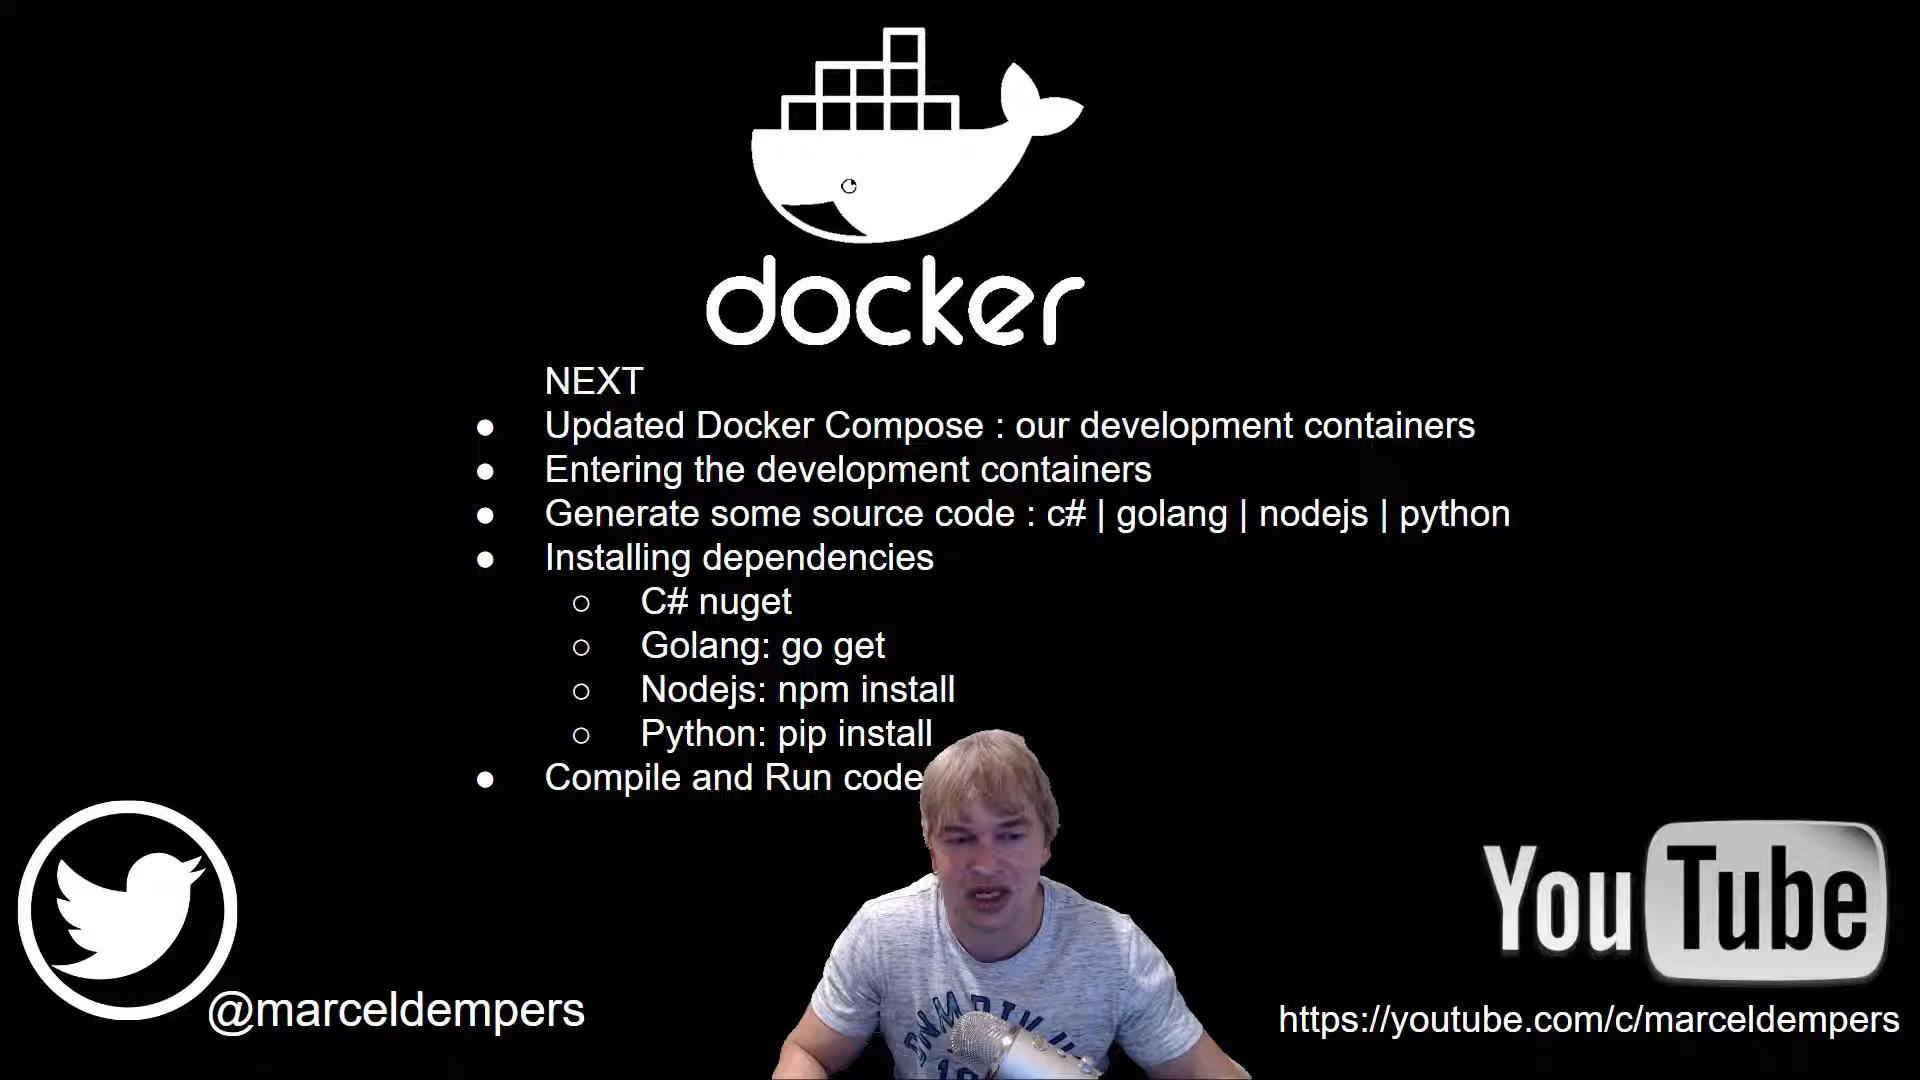 docker
NEXT
● Updated Docker Compose : our development containers
● Entering the development containers
● Generate some source code : c# | golang | nodejs | python
● Installing dependencies
○ C# nuget
○ Golang: go get
○ Nodejs: npm install
○ Python: pip install
● Compile and Run code
YouTube
@marceldempers
https://youtube.com/c/marceldempers